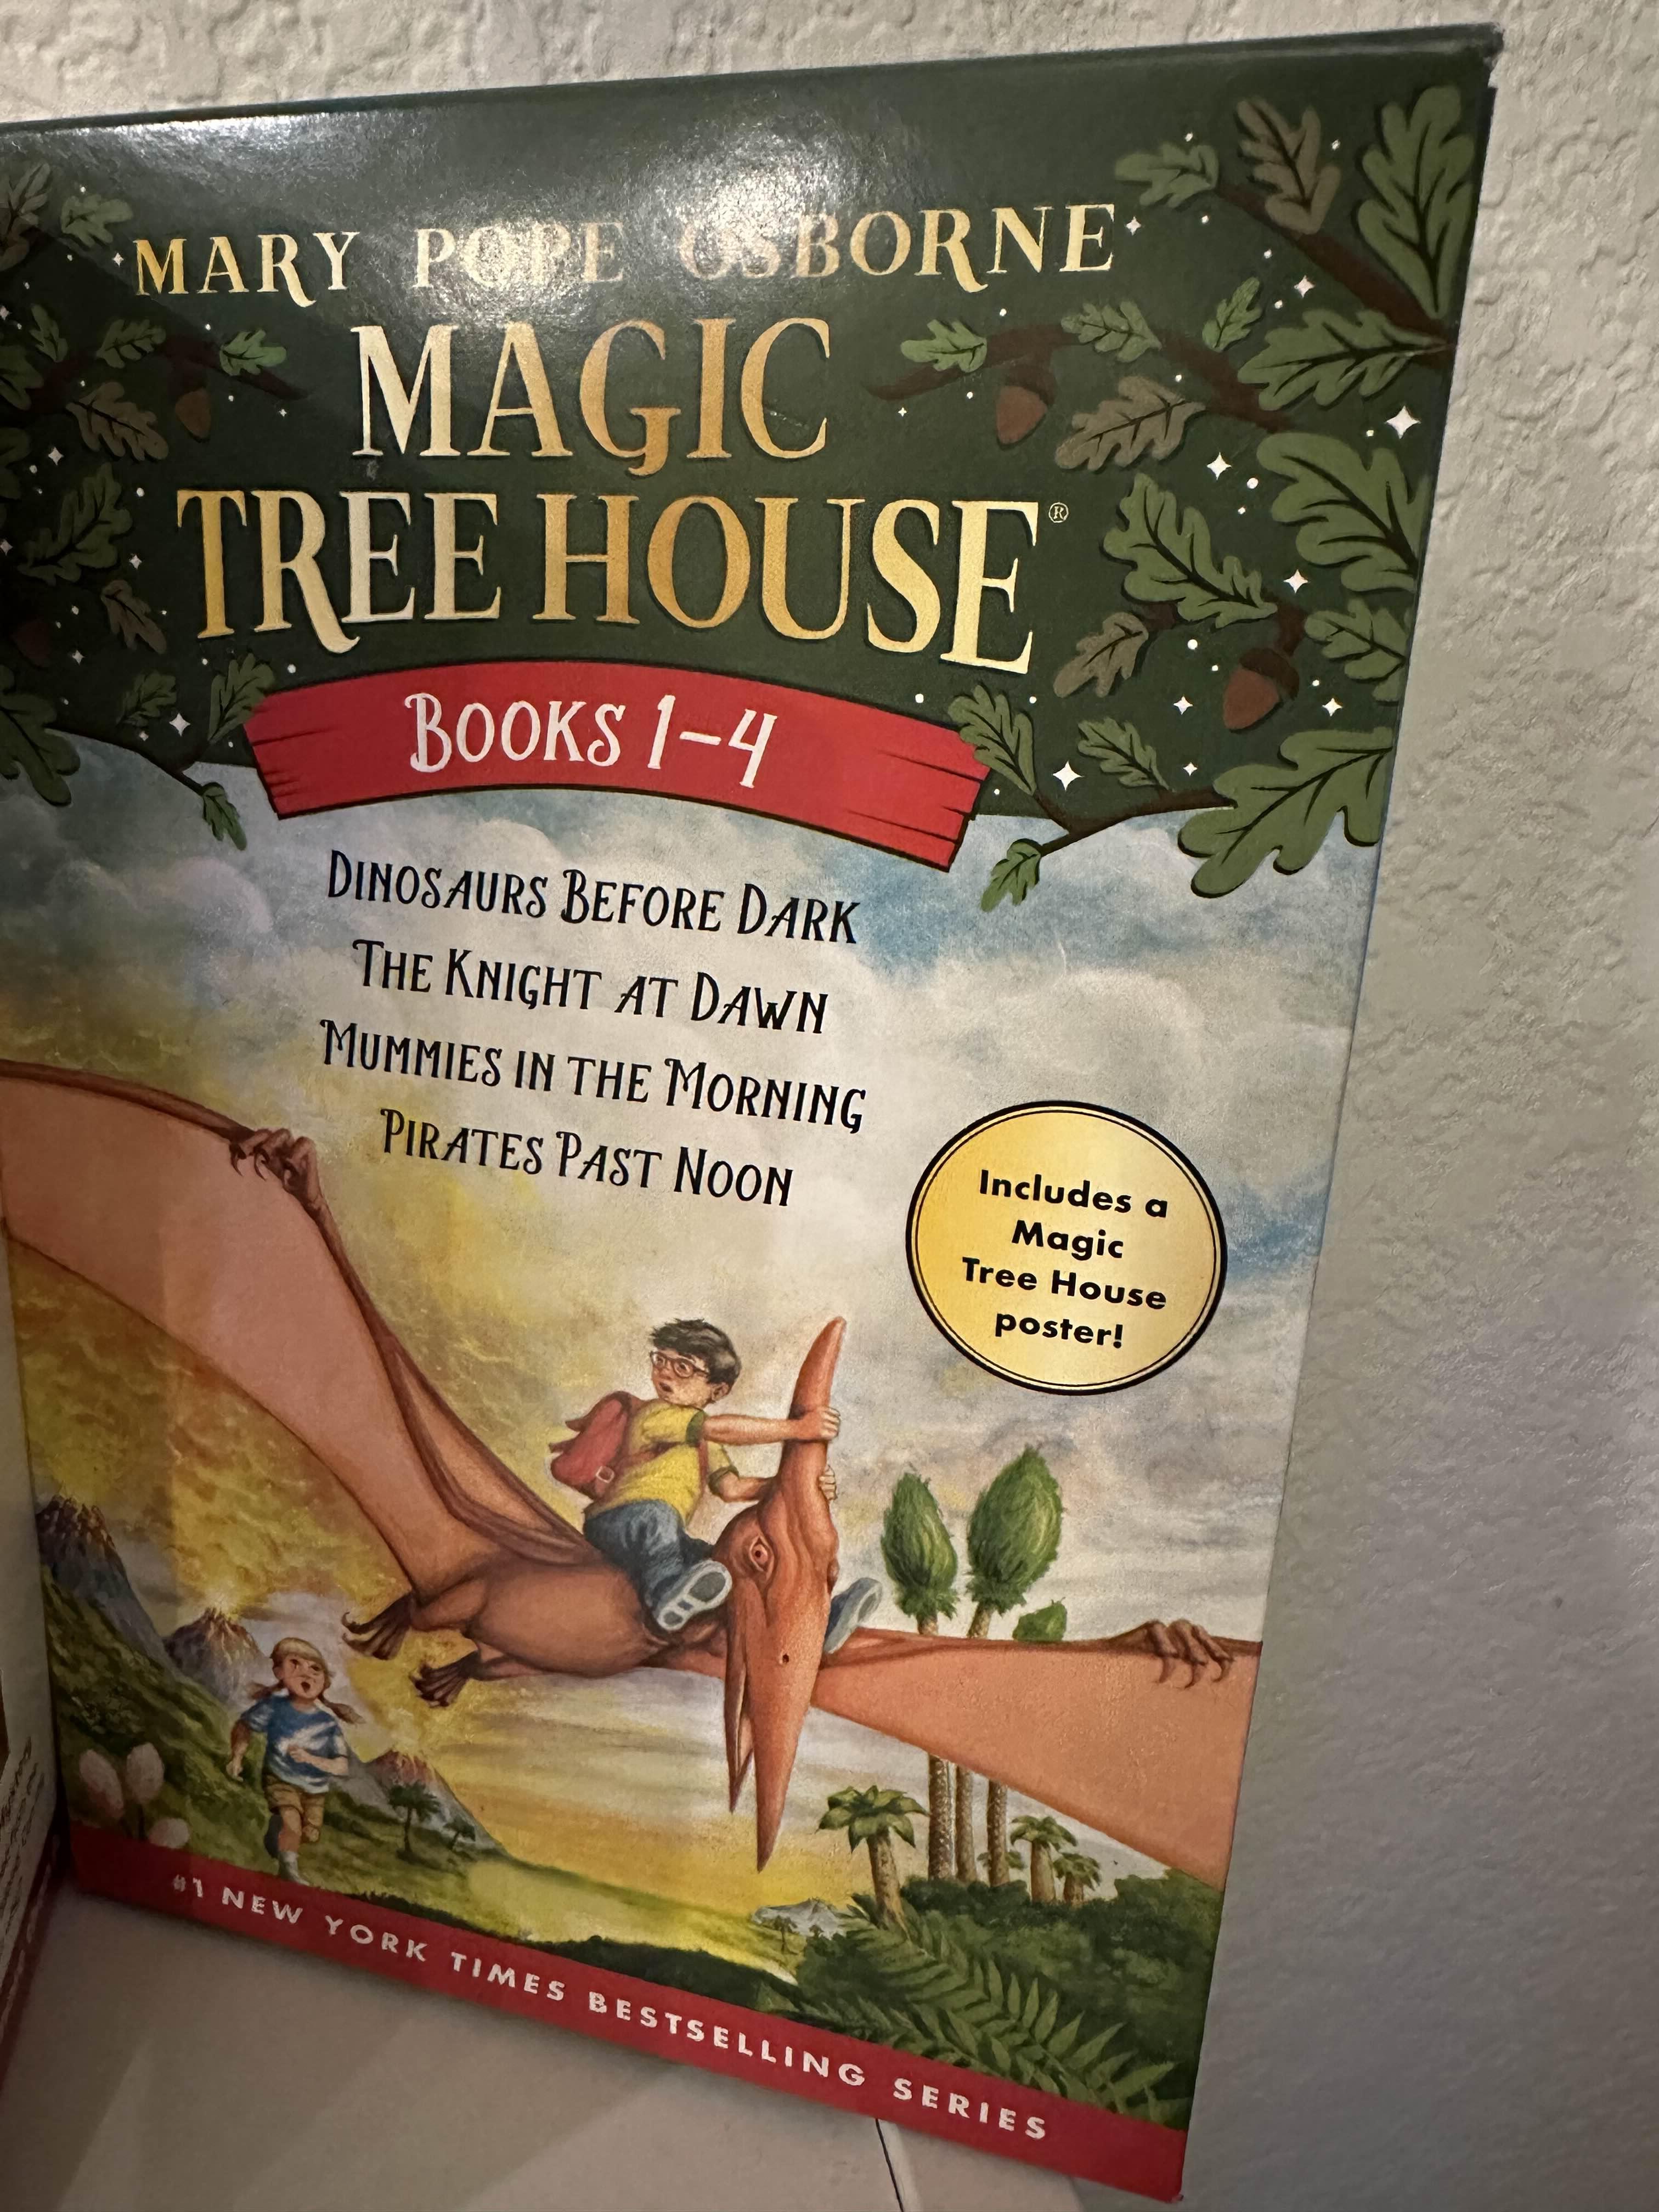 MARY POPE OSBORNE
MAGIC
TREE HOUSE®
BOOKS 1–4
DINOSAURS BEFORE DARK
THE KNIGHT AT DAWN
MUMMIES IN THE MORNING
PIRATES PAST NOON
Includes a
Magic
Tree House
poster!
#1 NEW YORK TIMES BESTSELLING SERIES